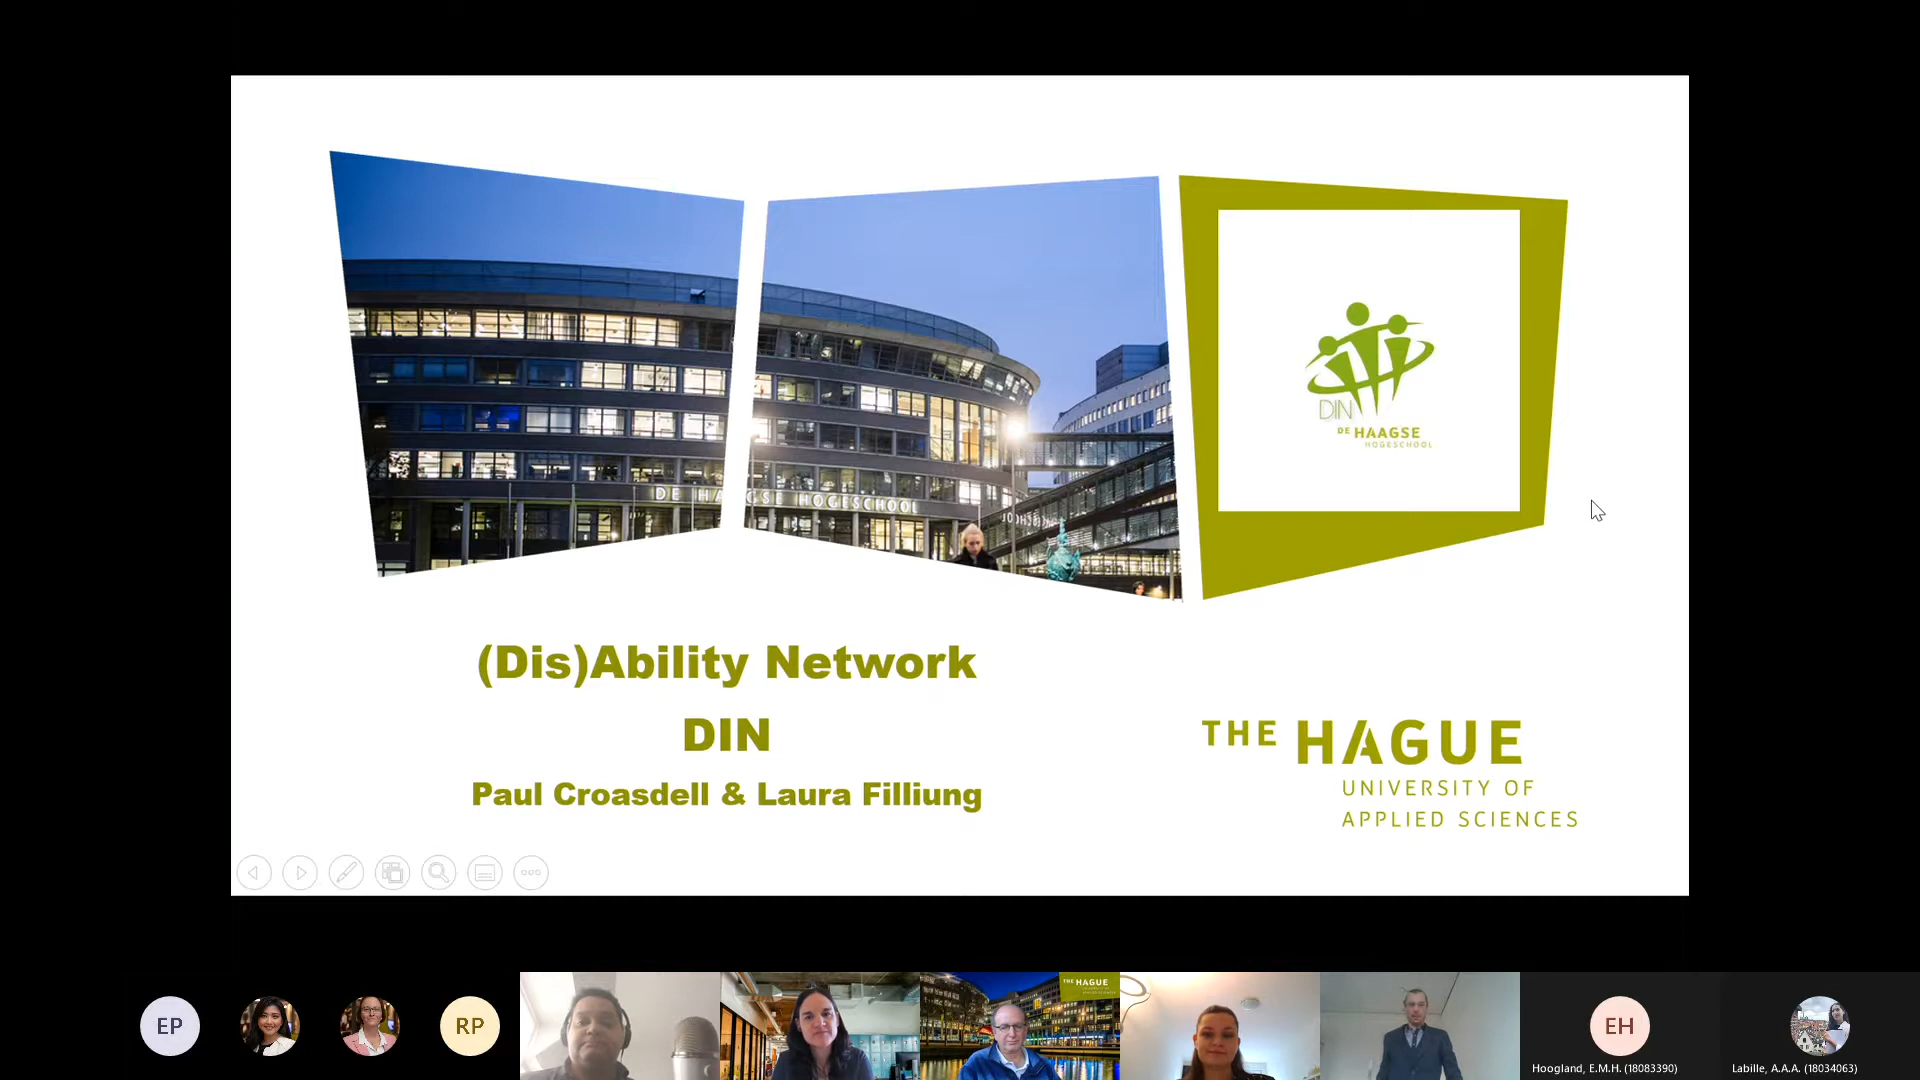 DE HAAGSE HOGESCHOOL
DIN
DE HAAGSE
HOGESCHOOL
(Dis)Ability Network
DIN
Paul Croasdell & Laura Filliung
THE HAGUE
UNIVERSITY OF
APPLIED SCIENCES
EP
RP
THE HAGUE
EH
Hoogland, E.M.H. (18083390)
Labille, A.A.A. (18034063)